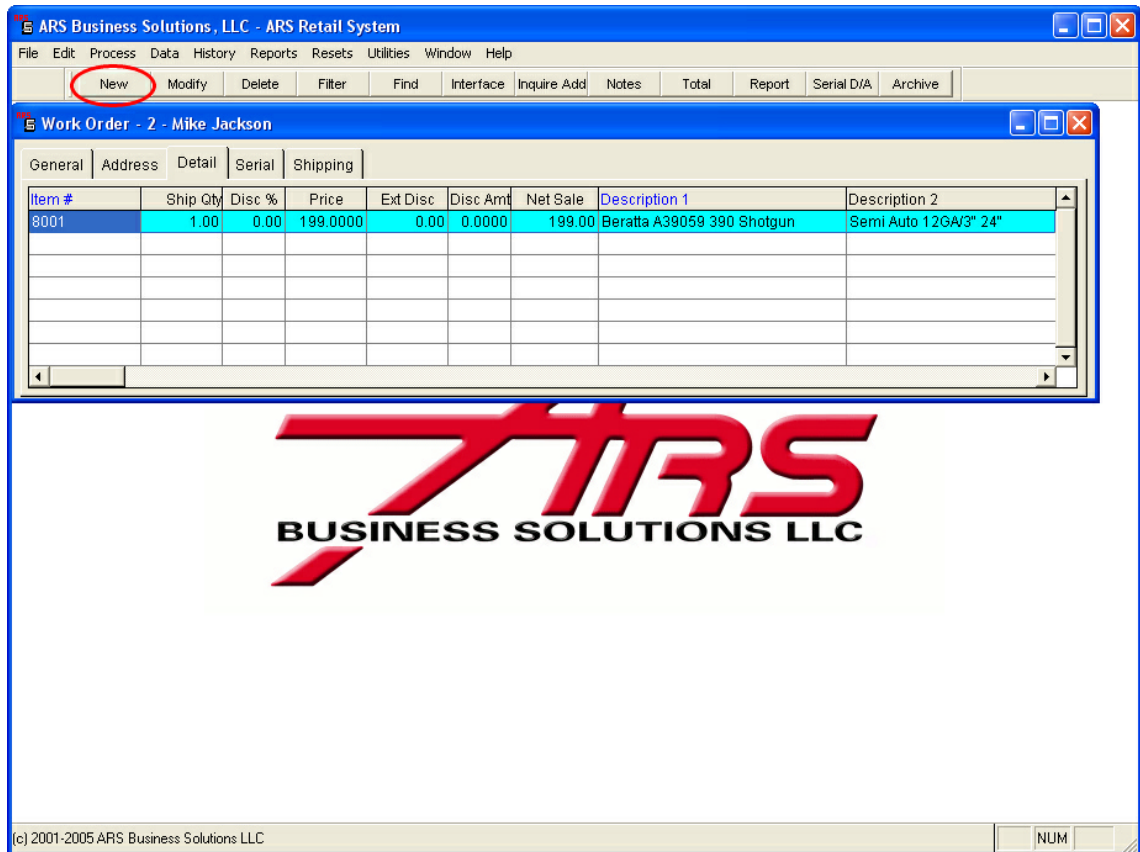 ARS Business Solutions, LLC - ARS Retail System
File Edit Process Data History Reports Resets Utilities Window Help
New Modify Delete Filter Find Interface Inquire Add Notes Total Report Serial D/A Archive
Work Order - 2 - Mike Jackson
General Address Detail Serial Shipping
Item # Ship Qty Disc % Price Ext Disc Disc Amt Net Sale Description 1 Description 2
8001 1.00 0.00 199.0000 0.00 0.0000 199.00 Beratta A39059 390 Shotgun Semi Auto 12GA/3" 24"
ARS
BUSINESS SOLUTIONS LLC
(c) 2001-2005 ARS Business Solutions LLC NUM